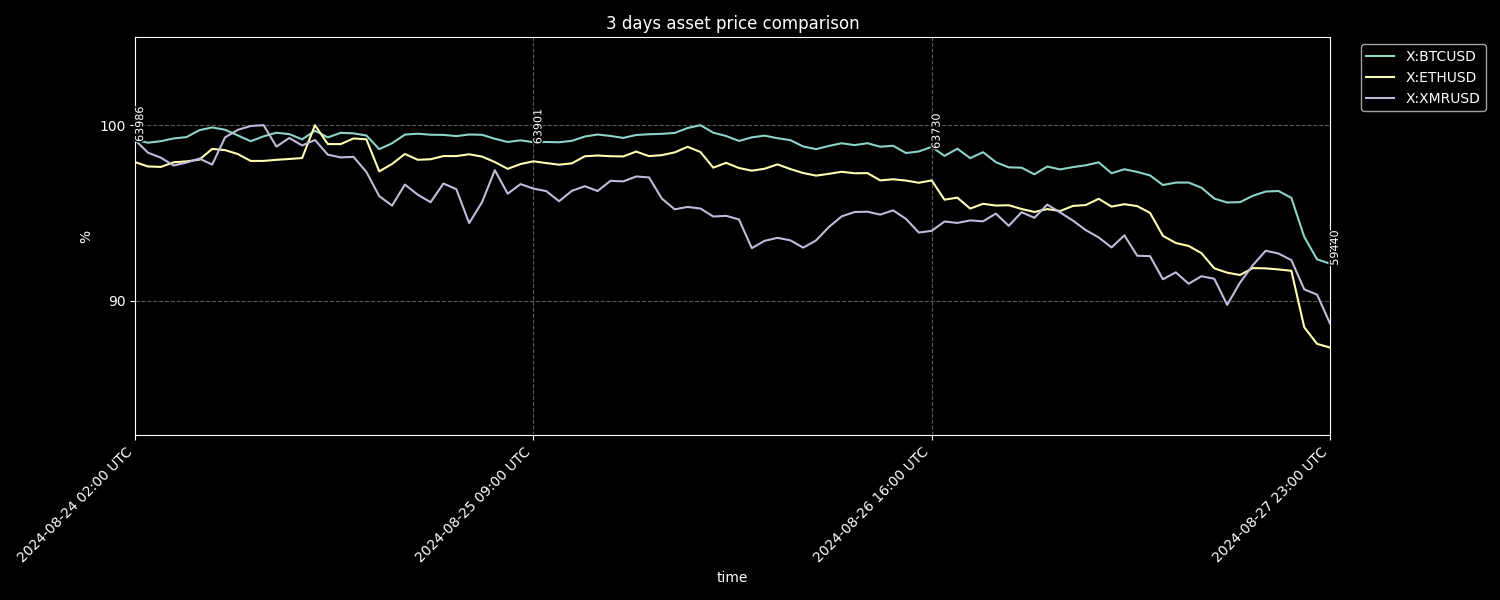 3 days asset price comparison
X:BTCUSD
X:ETHUSD
X:XMRUSD
100
90
%
63986
63901
63730
59440
2024-08-24 02:00 UTC
2024-08-25 09:00 UTC
2024-08-26 16:00 UTC
2024-08-27 23:00 UTC
time